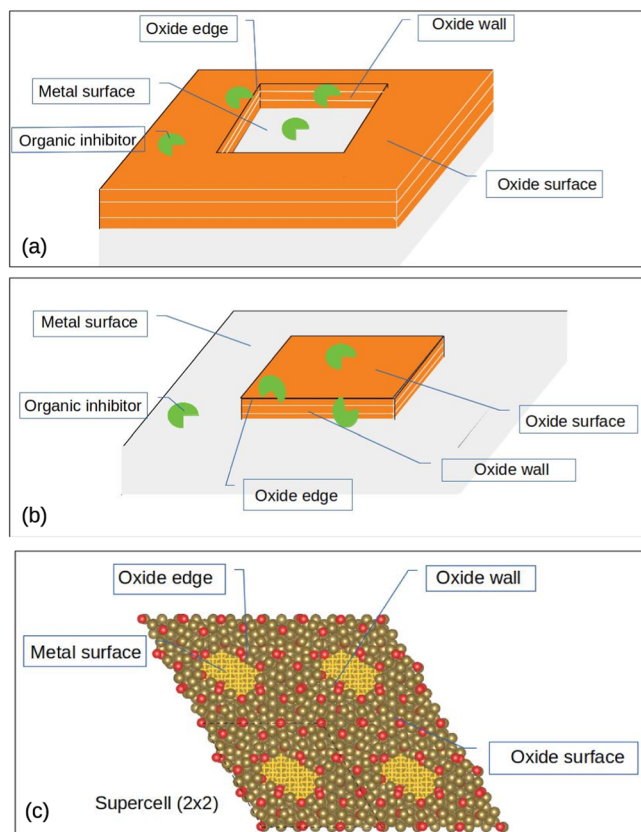 Oxide edge
Oxide wall
Metal surface
Organic inhibitor
Oxide surface
(a)
Metal surface
Organic inhibitor
Oxide surface
Oxide wall
Oxide edge
(b)
Oxide edge
Oxide wall
Metal surface
Oxide surface
Supercell (2x2)
(c)